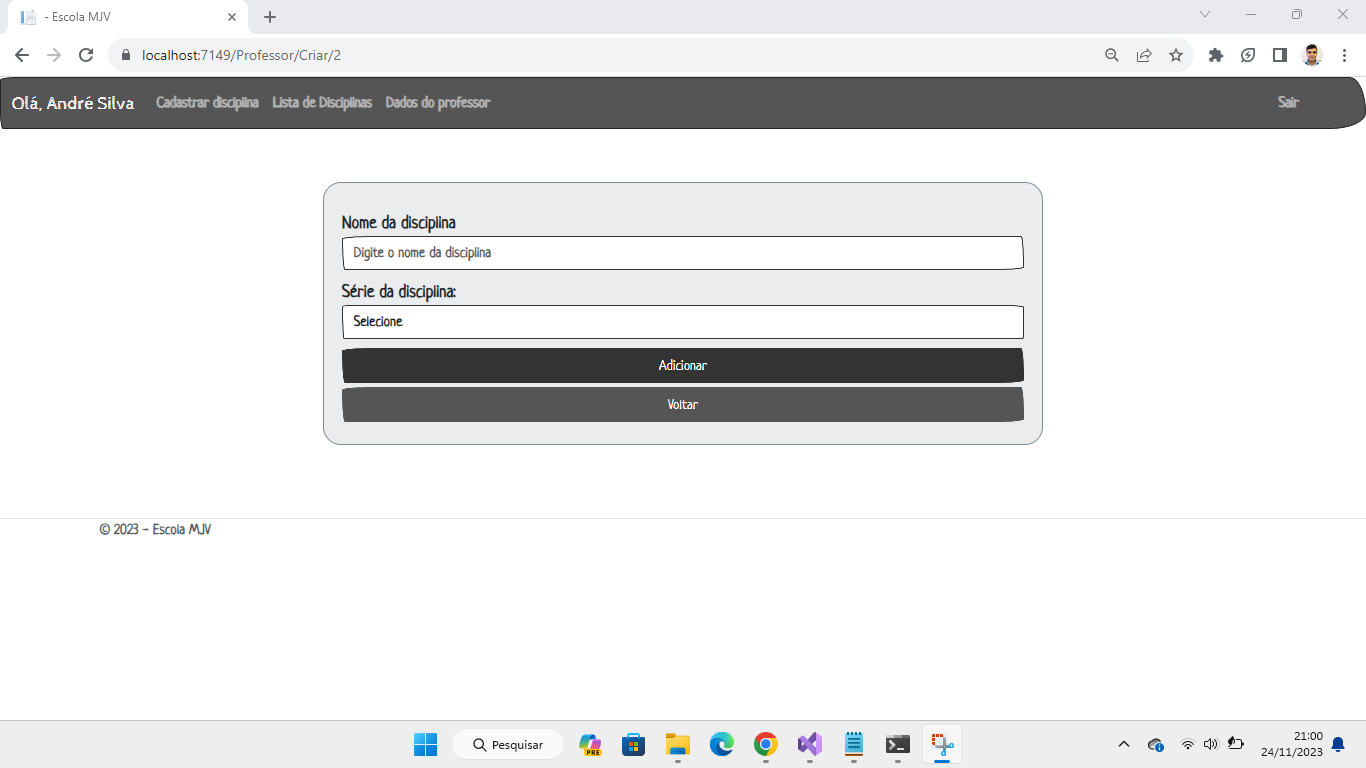 - Escola MJV
localhost:7149/Professor/Criar/2
Olá, André Silva Cadastrar disciplina Lista de Disciplinas Dados do professor Sair
Nome da disciplina
Digite o nome da disciplina
Série da disciplina:
Selecione
Adicionar
Voltar
© 2023 - Escola MJV
Pesquisar
PRE
21:00
24/11/2023